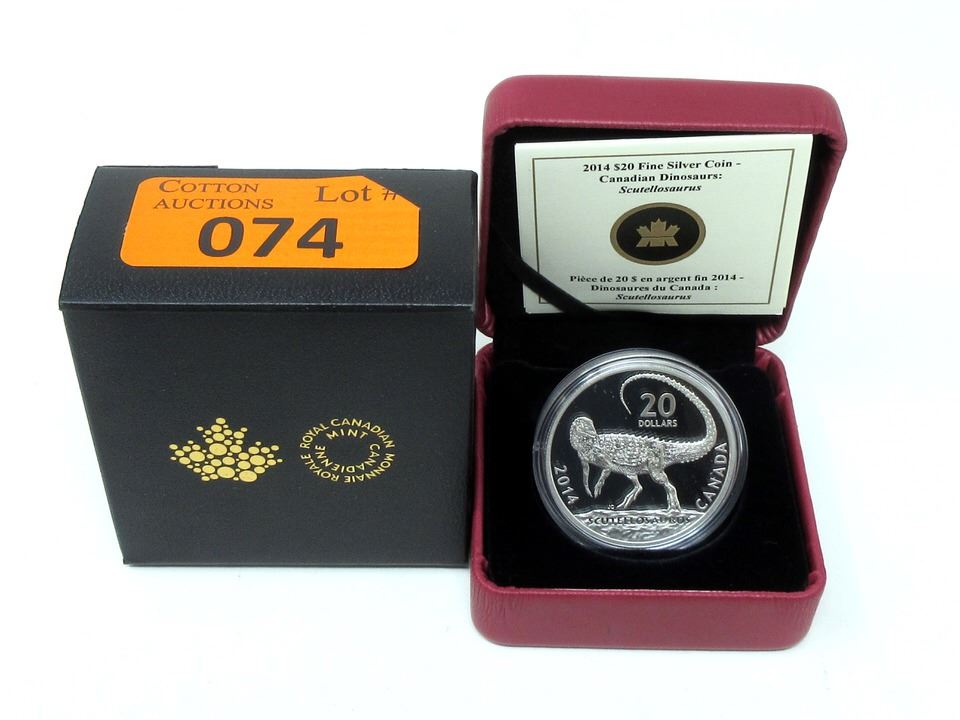 COTTON
AUCTIONS
Lot #
074
ROYAL CANADIAN MINT
MONNAIE ROYALE CANADIENNE
2014 $20 Fine Silver Coin -
Canadian Dinosaurs:
Scutellosaurus
Pièce de 20 $ en argent fin 2014 -
Dinosaures du Canada :
Scutellosaurus
20
DOLLARS
2014
CANADA
JC
SCUTELLOSAURUS